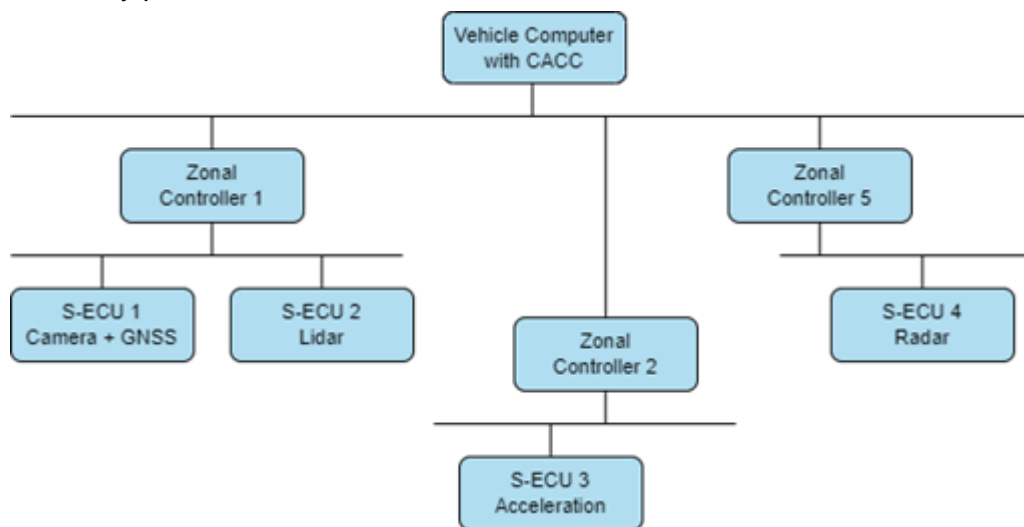 Vehicle Computer
with CACC
Zonal
Controller 1
Zonal
Controller 5
S-ECU 1
Camera + GNSS
S-ECU 2
Lidar
S-ECU 4
Radar
Zonal
Controller 2
S-ECU 3
Acceleration